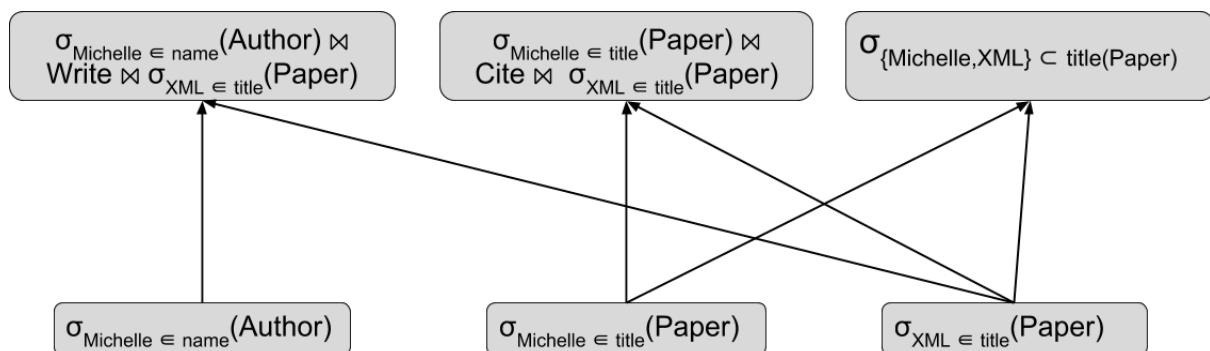 σMichelle ∈ name(Author) ⋈
Write ⋈ σXML ∈ title(Paper)
σMichelle ∈ title(Paper) ⋈
Cite ⋈ σXML ∈ title(Paper)
σ{Michelle,XML} ⊂ title(Paper)
σMichelle ∈ name(Author)
σMichelle ∈ title(Paper)
σXML ∈ title(Paper)